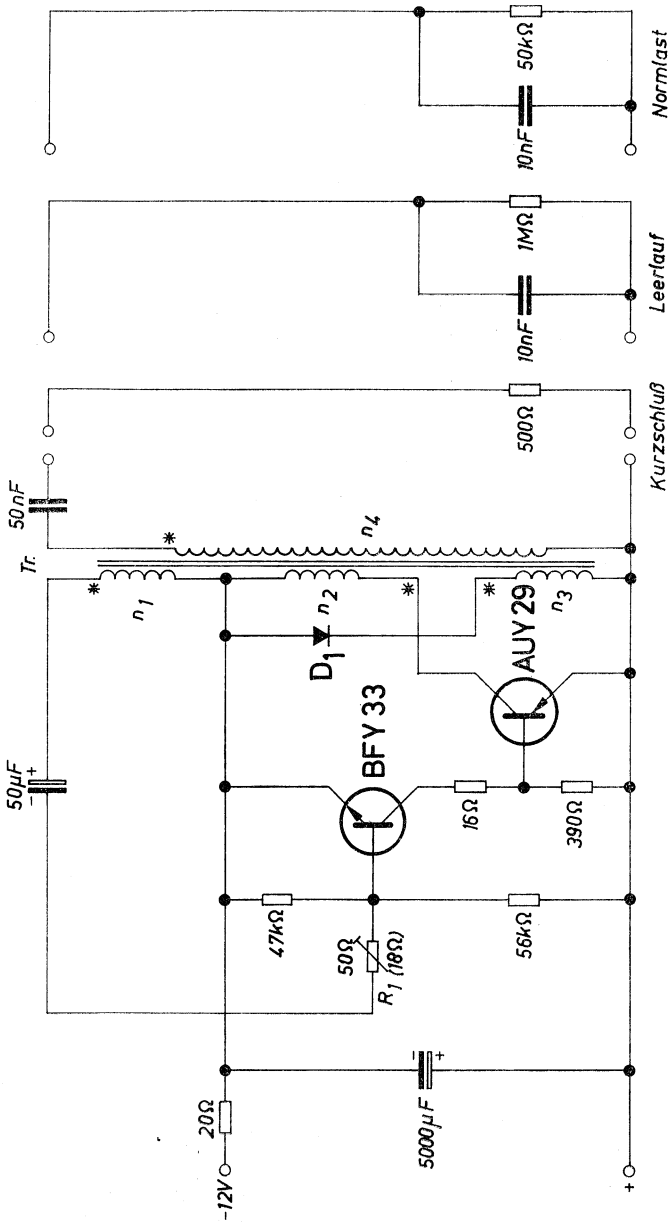 -12V
20Ω
5000µF
-
+
+
50µF
- +
R1 (18Ω)
50Ω
47kΩ
56kΩ
BFY 33
16Ω
390Ω
D1
AUY 29
Tr.
*
n1
n2
*
*
n3
*
n4
50nF
500Ω
Kurzschluß
10nF
1MΩ
Leerlauf
10nF
50kΩ
Normlast